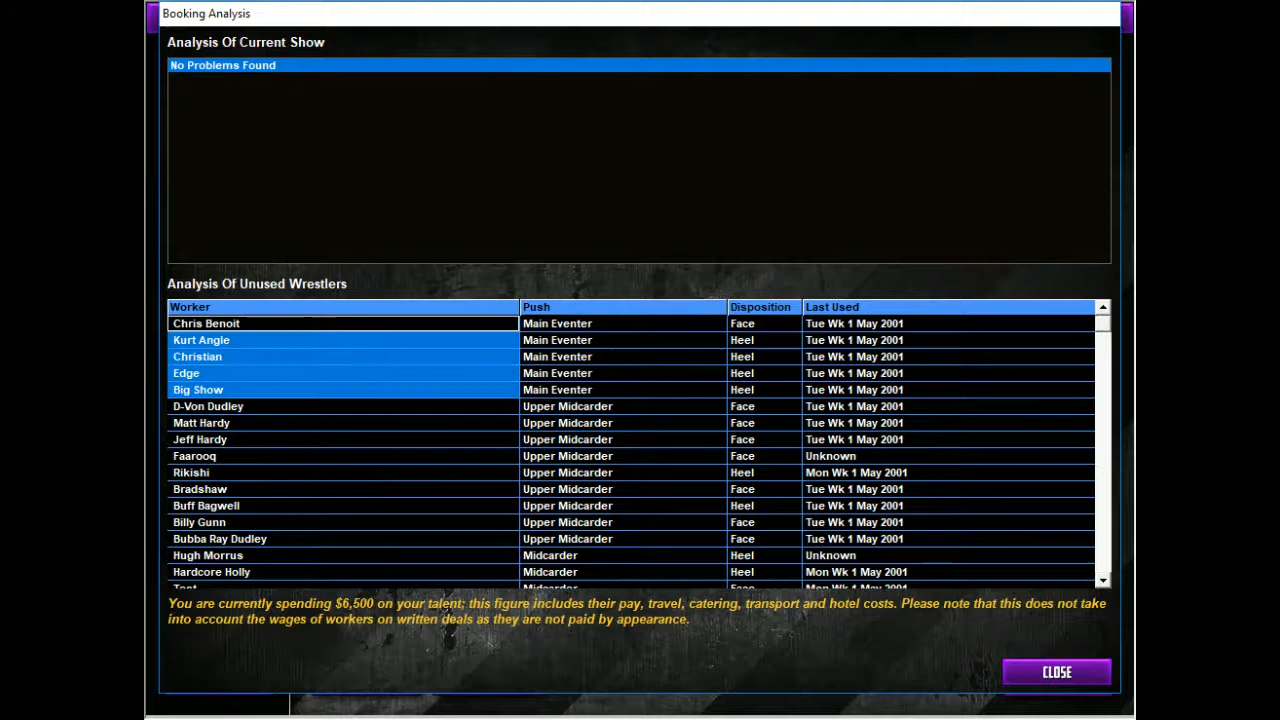 Booking Analysis
Analysis Of Current Show
No Problems Found
Analysis Of Unused Wrestlers
Worker Push Disposition Last Used
Chris Benoit Main Eventer Face Tue Wk 1 May 2001
Kurt Angle Main Eventer Heel Tue Wk 1 May 2001
Christian Main Eventer Heel Tue Wk 1 May 2001
Edge Main Eventer Heel Tue Wk 1 May 2001
Big Show Main Eventer Heel Tue Wk 1 May 2001
D-Von Dudley Upper Midcarder Face Tue Wk 1 May 2001
Matt Hardy Upper Midcarder Face Tue Wk 1 May 2001
Jeff Hardy Upper Midcarder Face Tue Wk 1 May 2001
Faarooq Upper Midcarder Face Unknown
Rikishi Upper Midcarder Heel Mon Wk 1 May 2001
Bradshaw Upper Midcarder Face Tue Wk 1 May 2001
Buff Bagwell Upper Midcarder Heel Tue Wk 1 May 2001
Billy Gunn Upper Midcarder Face Tue Wk 1 May 2001
Bubba Ray Dudley Upper Midcarder Face Tue Wk 1 May 2001
Hugh Morrus Midcarder Heel Unknown
Hardcore Holly Midcarder Heel Mon Wk 1 May 2001
Midcarder Face Mon Wk 1 May 2001
You are currently spending $6,500 on your talent; this figure includes their pay, travel, catering, transport and hotel costs. Please note that this does not take
into account the wages of workers on written deals as they are not paid by appearance.
CLOSE